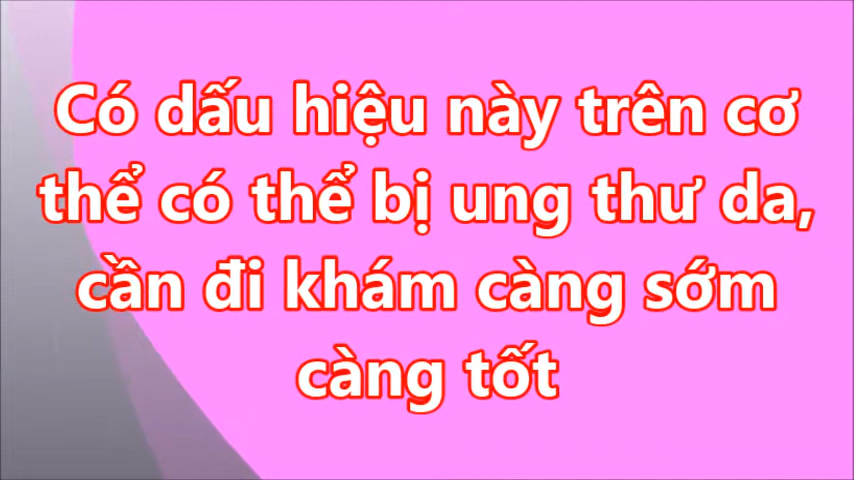 Có dấu hiệu này trên cơ
thể có thể bị ung thư da,
cần đi khám càng sớm
càng tốt